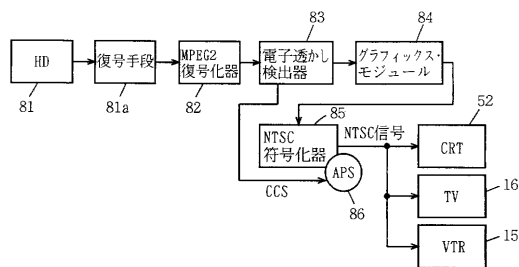 83
84
HD
復号手段
MPEG2
復号化器
電子透かし
検出器
グラフィックス・
モジュール
81
81a
82
85
52
NTSC
符号化器
NTSC信号
CRT
APS
CCS
86
16
TV
15
VTR